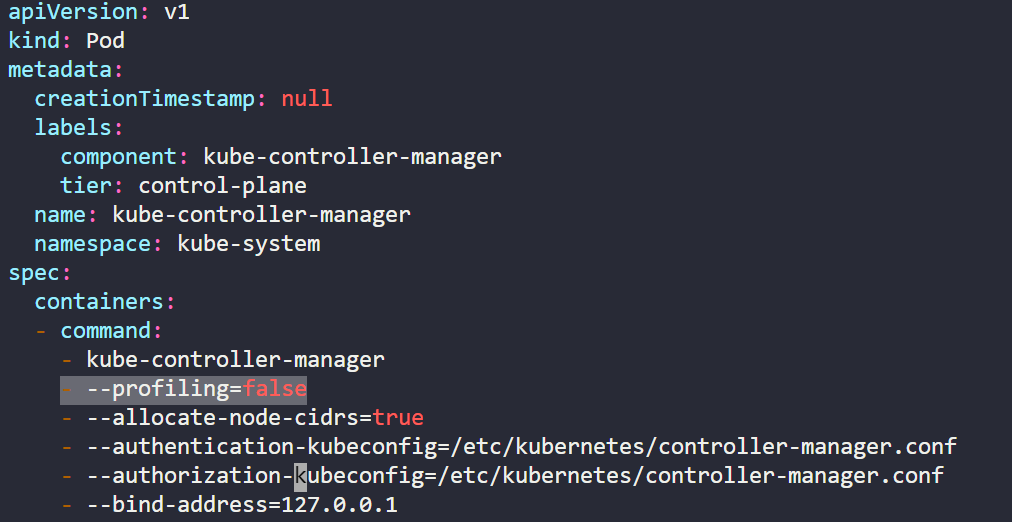 apiVersion: v1
kind: Pod
metadata:
  creationTimestamp: null
  labels:
    component: kube-controller-manager
    tier: control-plane
  name: kube-controller-manager
  namespace: kube-system
spec:
  containers:
  - command:
    - kube-controller-manager
    - --profiling=false
    - --allocate-node-cidrs=true
    - --authentication-kubeconfig=/etc/kubernetes/controller-manager.conf
    - --authorization-kubeconfig=/etc/kubernetes/controller-manager.conf
    - --bind-address=127.0.0.1